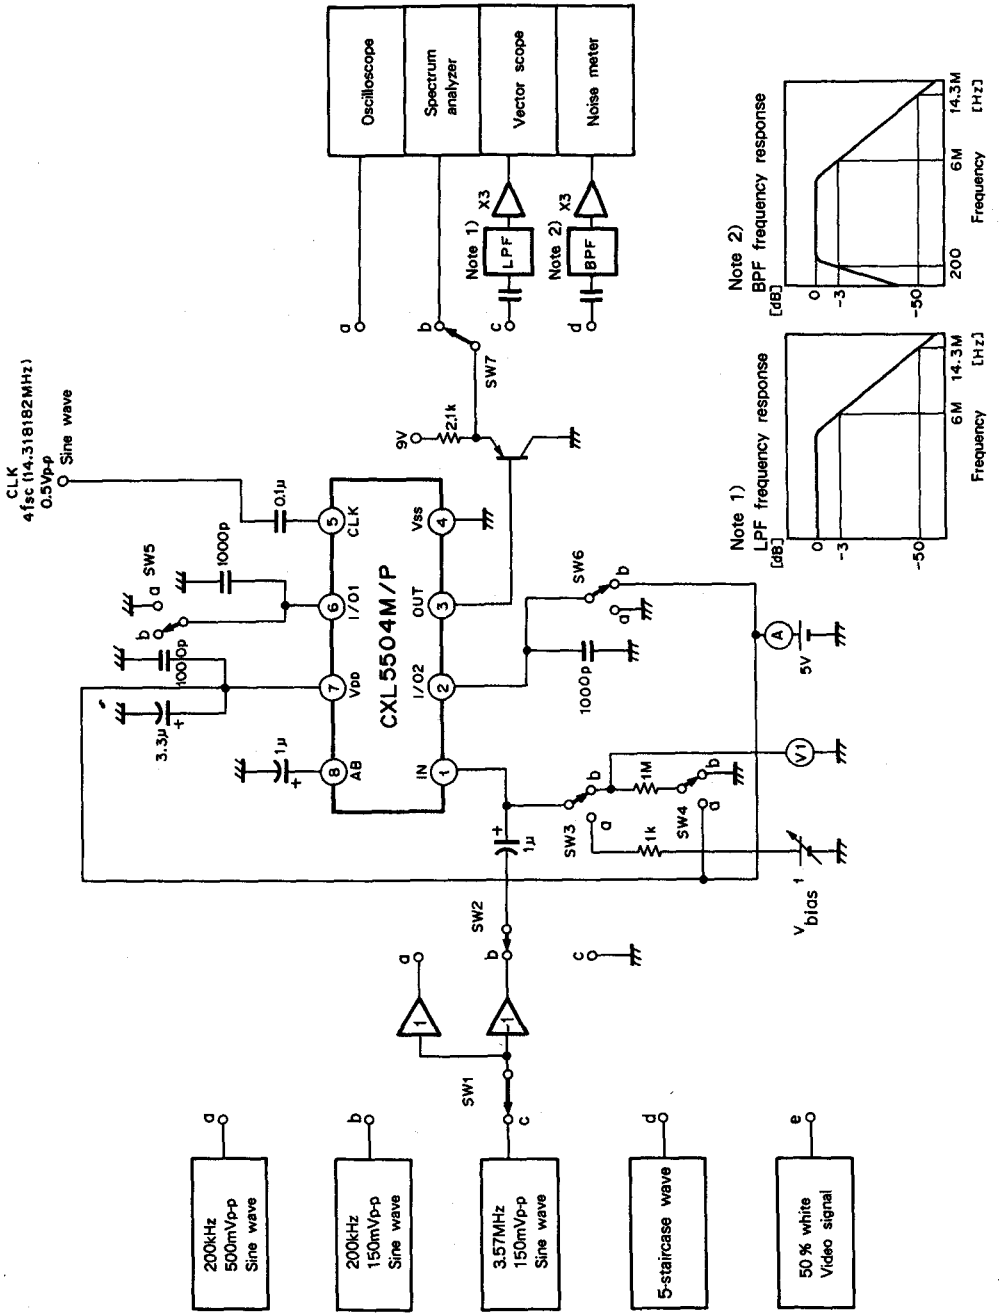 CLK
4fsc (14.318182MHz)
0.5Vp-p
Sine wave
200kHz
500mVp-p
Sine wave
a
200kHz
150mVp-p
Sine wave
b
3.57MHz
150mVp-p
Sine wave
c
5-staircase wave
d
50% white
Video signal
e
SW1
1
1
a
b
c
SW2
1μ
+
SW3
a
b
1k
1M
SW4
a
b
V1
Vbias 1
A
5V
3.3μ
+
1000p
b
a
SW5
1000p
0.1μ
1μ
+
8
AB
7
VDD
6
I/O1
5
CLK
CXL5504M/P
IN
1
I/O2
2
OUT
3
VSS
4
1000p
SW6
a
b
9V
2.1k
SW7
a
b
c
d
Note 1)
LPF
X3
Note 2)
BPF
X3
Oscilloscope
Spectrum
analyzer
Vector scope
Noise meter
Note 1)
LPF frequency response
[dB]
0
-3
-50
6M
14.3M
Frequency
[Hz]
Note 2)
BPF frequency response
[dB]
0
-3
-50
200
6M
14.3M
Frequency
[Hz]